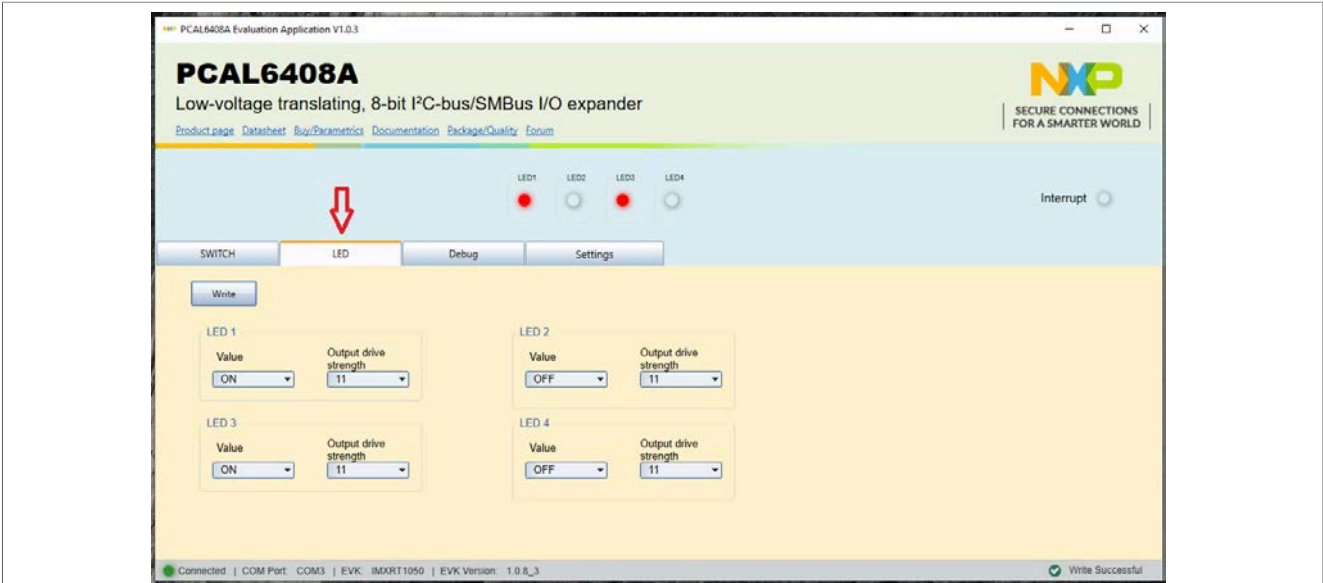 PCAL6408A Evaluation Application V1.0.3
PCAL6408A
Low-voltage translating, 8-bit I²C-bus/SMBus I/O expander
Product page Datasheet Buy/Parametrics Documentation Package/Quality Forum
NXP
SECURE CONNECTIONS
FOR A SMARTER WORLD
LED1 LED2 LED3 LED4
Interrupt
SWITCH LED Debug Settings
Write
LED 1
Value Output drive strength
ON 11
LED 2
Value Output drive strength
OFF 11
LED 3
Value Output drive strength
ON 11
LED 4
Value Output drive strength
OFF 11
Connected | COM Port: COM3 | EVK: IMXRT1050 | EVK Version: 1.0.8_3
Write Successful